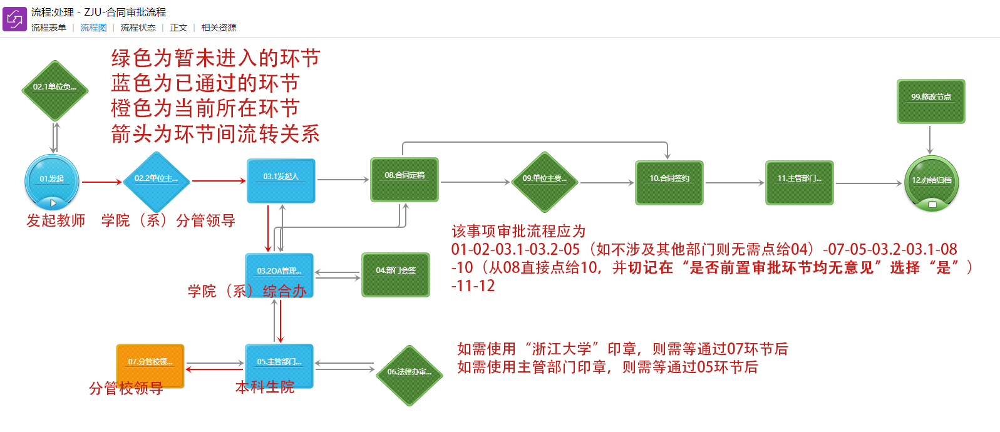 流程:处理 - ZJU-合同审批流程
流程表单 | 流程图 | 流程状态 | 正文 | 相关资源
绿色为暂未进入的环节
蓝色为已通过的环节
橙色为当前所在环节
箭头为环节间流转关系
02.1单位负...
99.修改节点
01.发起
02.2单位主...
03.1发起人
08.合同定稿
09.单位主要...
10.合同签约
11.主管部门...
12.办结归档
发起教师
学院（系）分管领导
该事项审批流程应为
01-02-03.1-03.2-05（如不涉及其他部门则无需点给04）-07-05-03.2-03.1-08
-10（从08直接点给10，并切记在“是否前置审批环节均无意见”选择“是”）
-11-12
03.2OA管理...
04.部门会签
学院（系）综合办
07.分管校领...
05.主管部门...
06.法律办审...
分管校领导
本科生院
如需使用“浙江大学”印章，则需等通过07环节后
如需使用主管部门印章，则需等通过05环节后